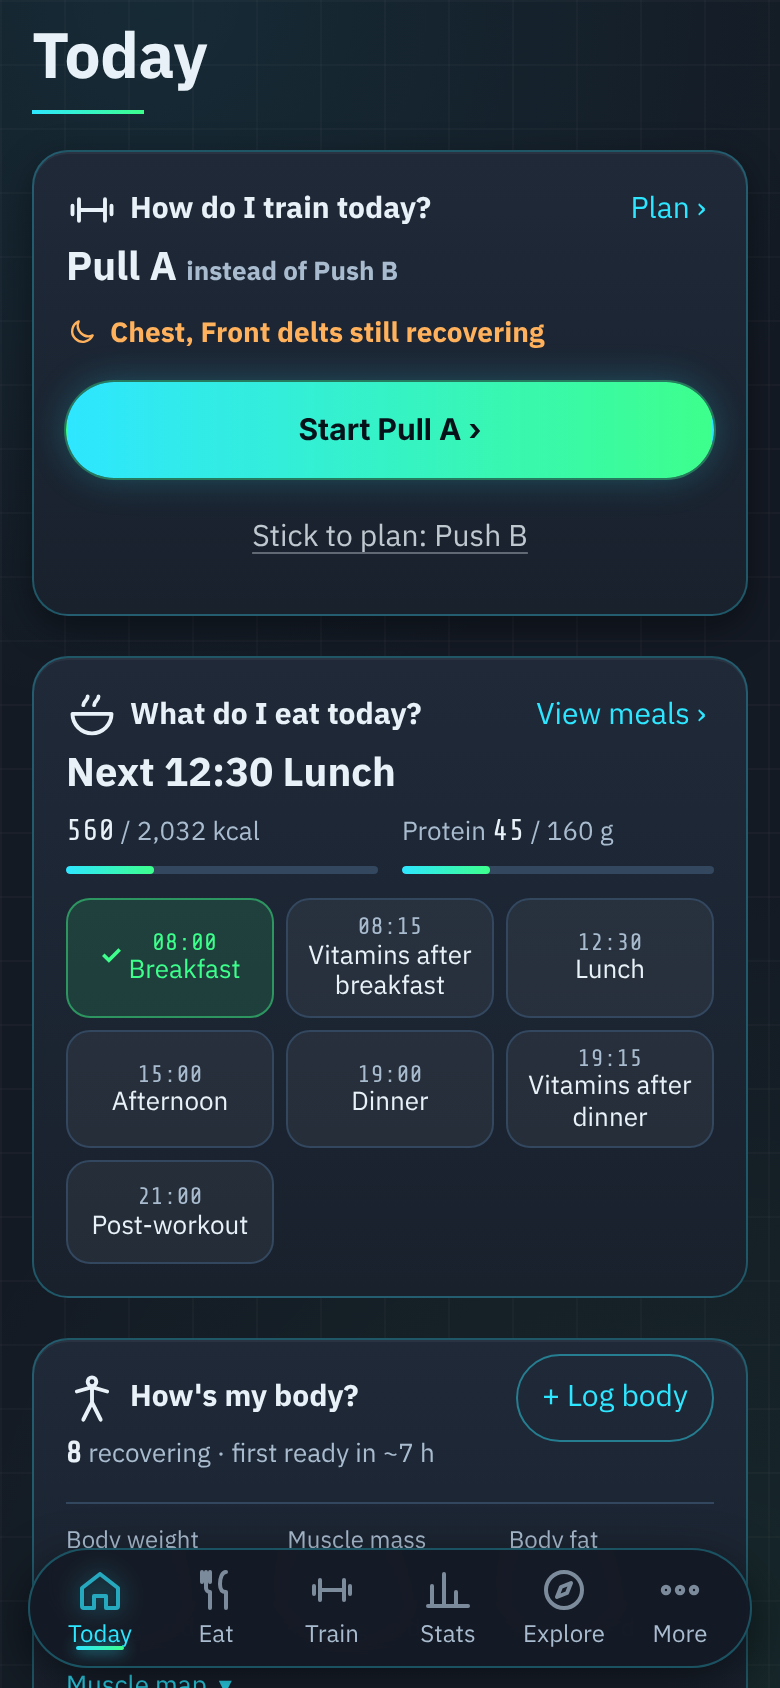 Today
How do I train today?
Plan ›
Pull A instead of Push B
Chest, Front delts still recovering
Start Pull A ›
Stick to plan: Push B
What do I eat today?
View meals ›
Next 12:30 Lunch
560 / 2,032 kcal
Protein 45 / 160 g
08:00
Breakfast
08:15
Vitamins after
breakfast
12:30
Lunch
15:00
Afternoon
19:00
Dinner
19:15
Vitamins after
dinner
21:00
Post-workout
How's my body?
+ Log body
8 recovering · first ready in ~7 h
Body weight
Muscle mass
Body fat
Today
Eat
Train
Stats
Explore
More
Muscle map ▼